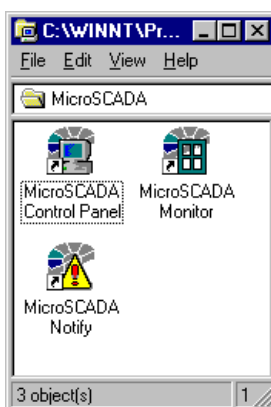 C:\WINNT\Pr...
File Edit View Help
MicroSCADA
MicroSCADA
Control Panel
MicroSCADA
Monitor
MicroSCADA
Notify
3 object(s) 1